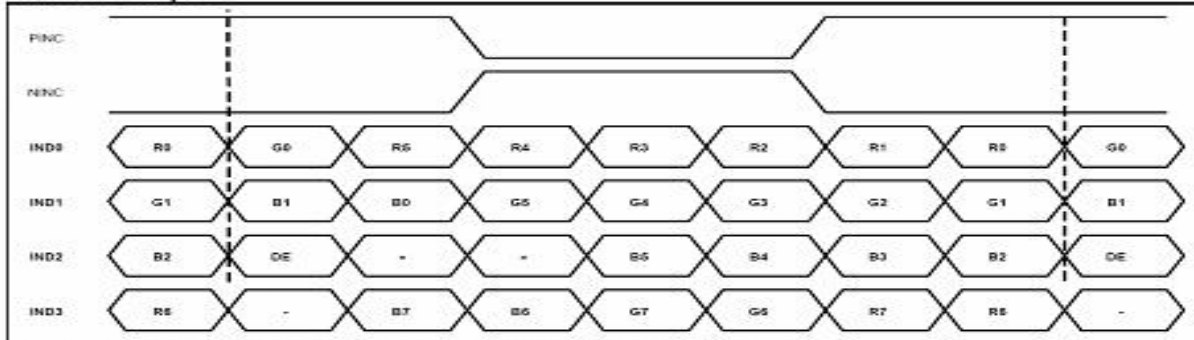 PINC
NINC
IND0 R0 G0 R5 R4 R3 R2 R1 R0 G0
IND1 G1 B1 B0 G5 G4 G3 G2 G1 B1
IND2 B2 DE - - B5 B4 B3 B2 DE
IND3 R6 - B7 B6 G7 G6 R7 R6 -